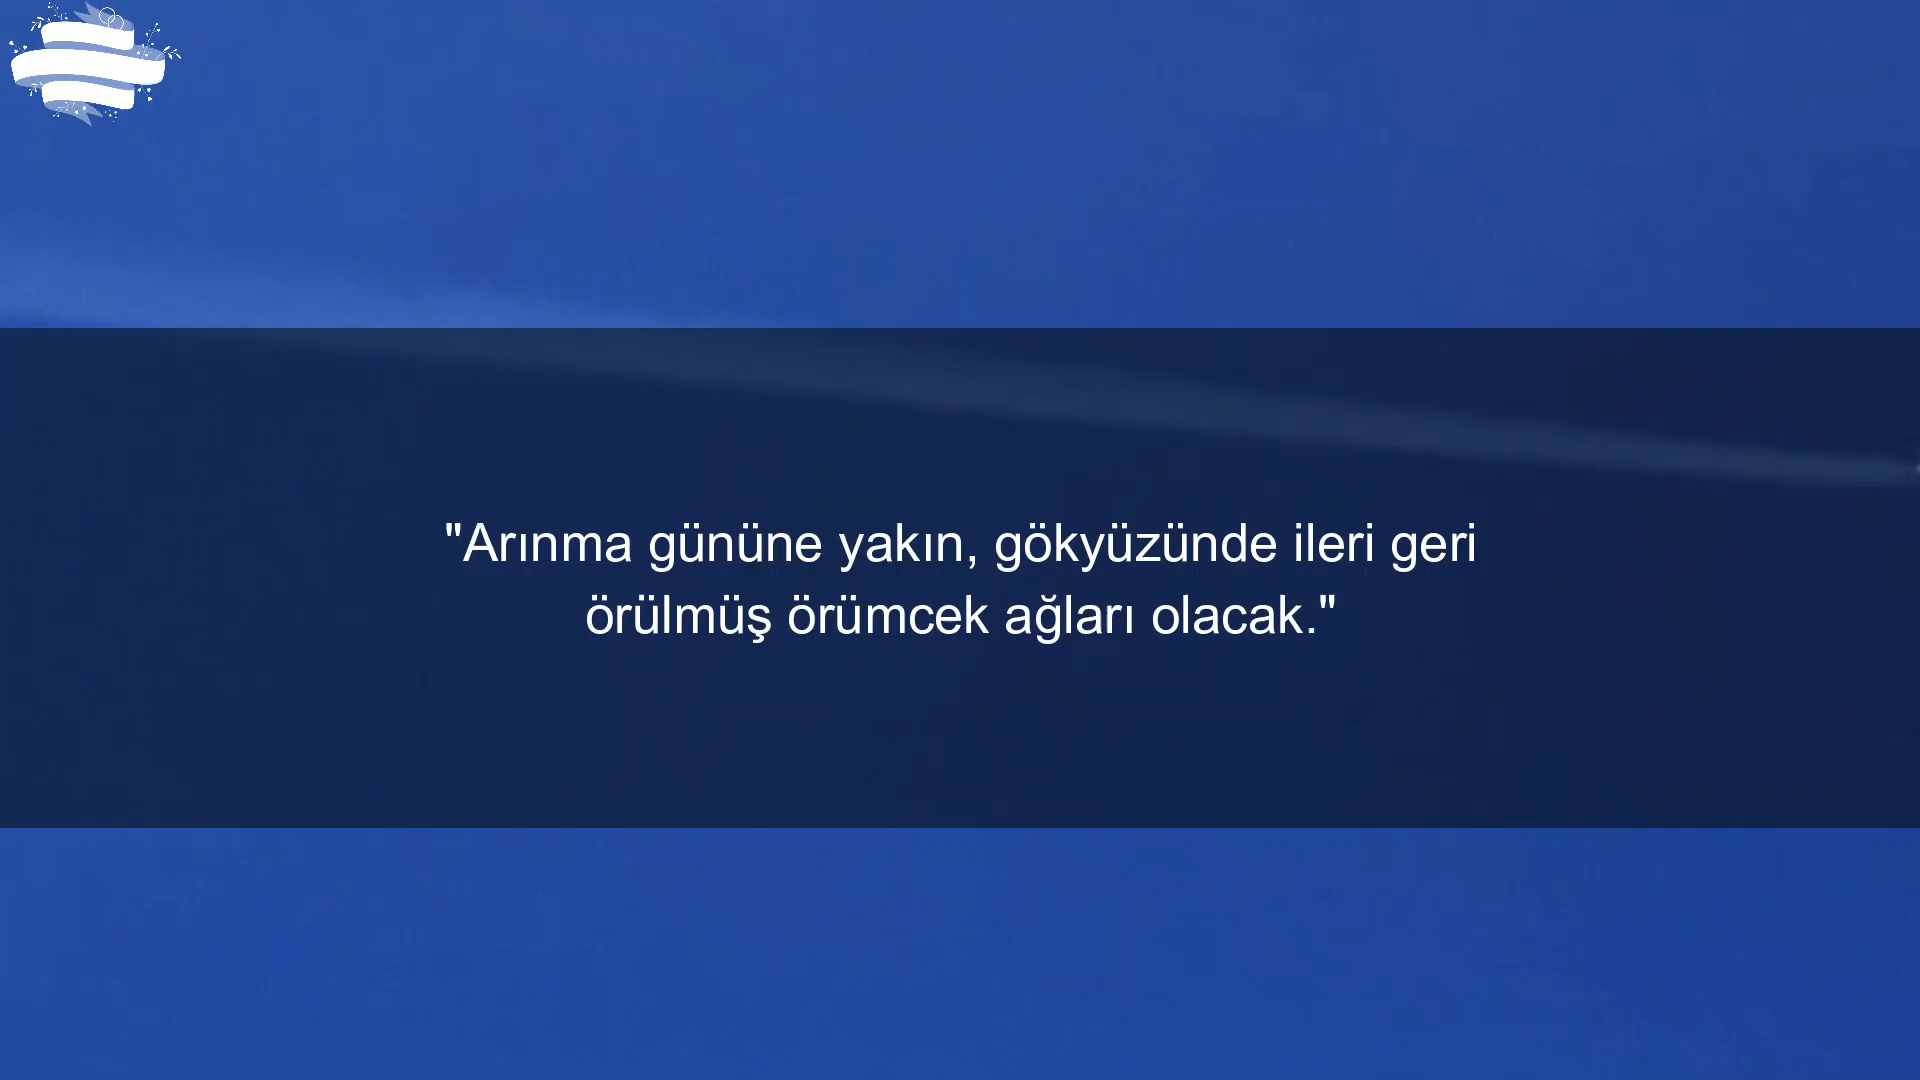 "Arınma gününe yakın, gökyüzünde ileri geri
örülmüş örümcek ağları olacak."